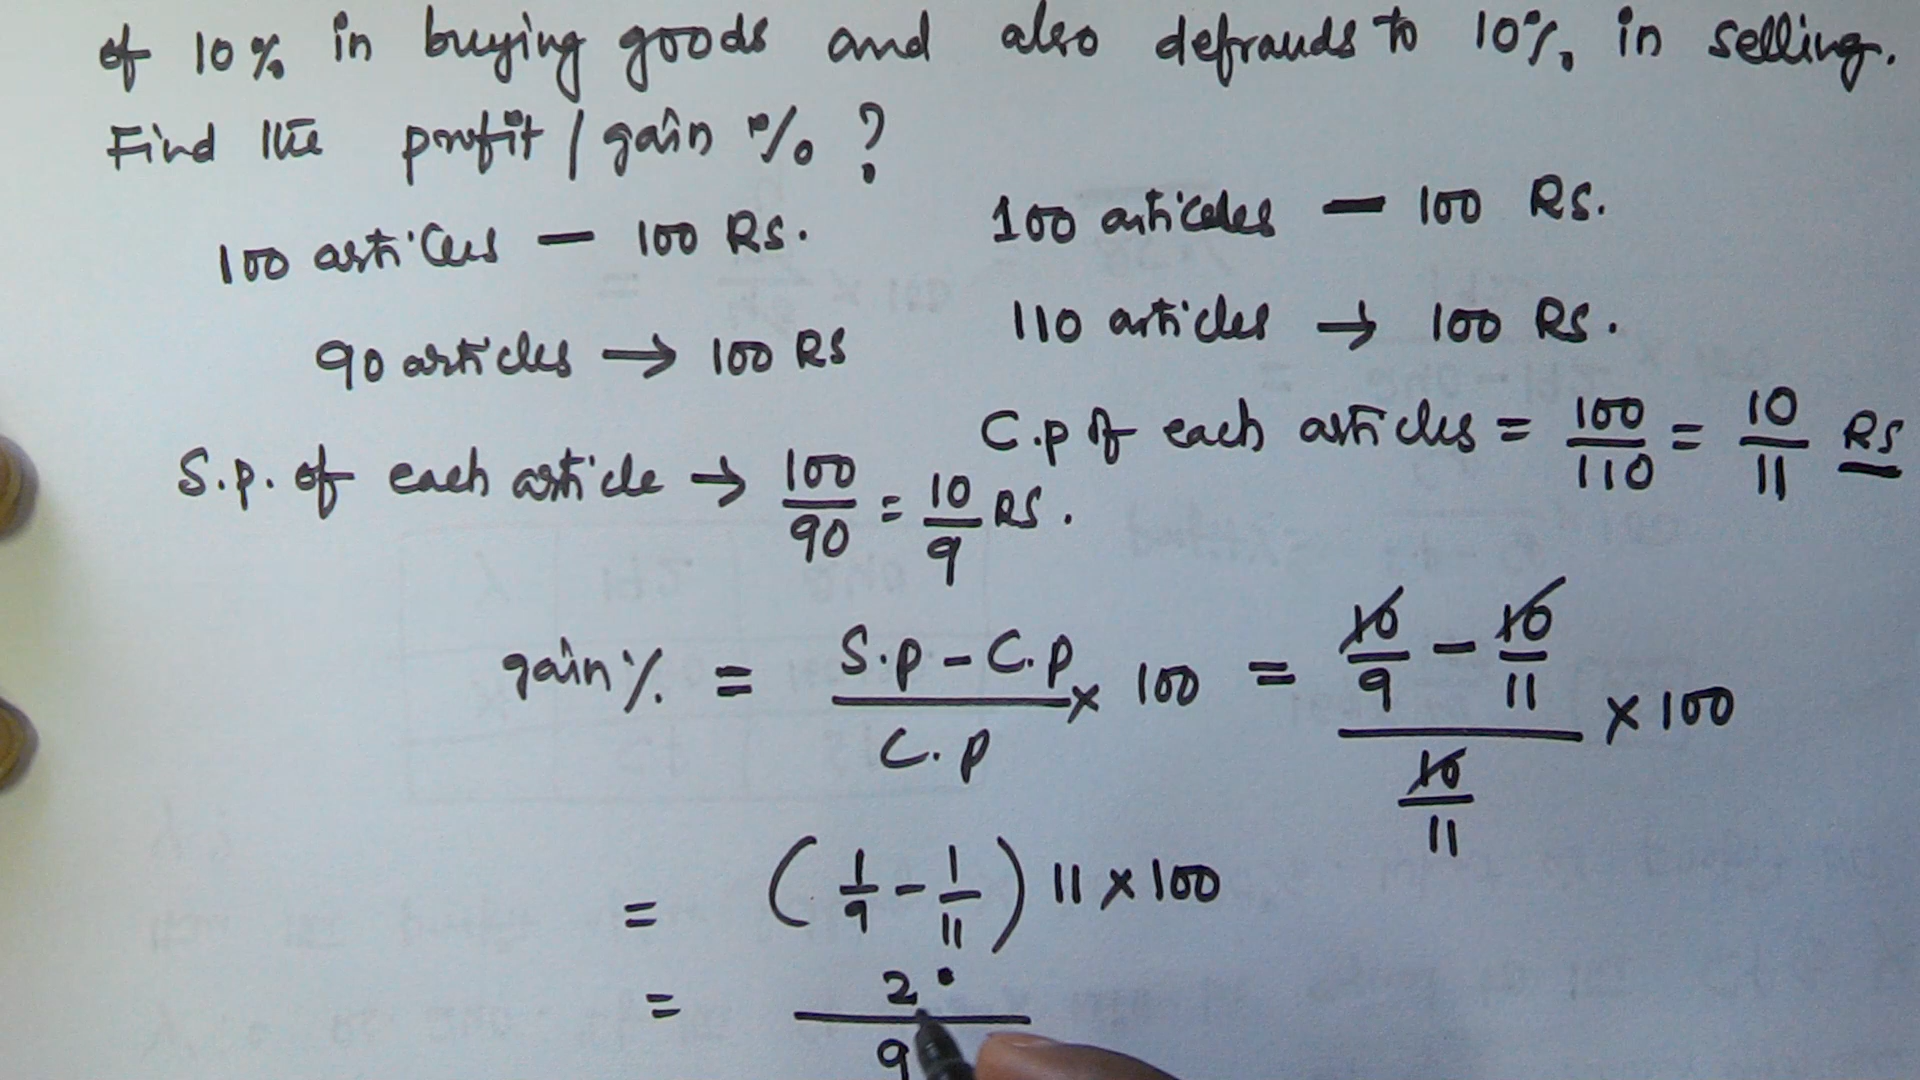 of 10% in buying goods and also defrauds to 10% in selling.
Find the profit / gain % ?
100 articles — 100 RS.
100 articles — 100 RS.
90 articles → 100 RS
110 articles → 100 RS.
S.p. of each article → 100/90 = 10/9 RS.
C.p of each articles = 100/110 = 10/11 RS
gain % = (S.p - C.p)/C.p × 100 = (10/9 - 10/11)/(10/11) × 100
= (1/9 - 1/11) 11 × 100
= 2/9